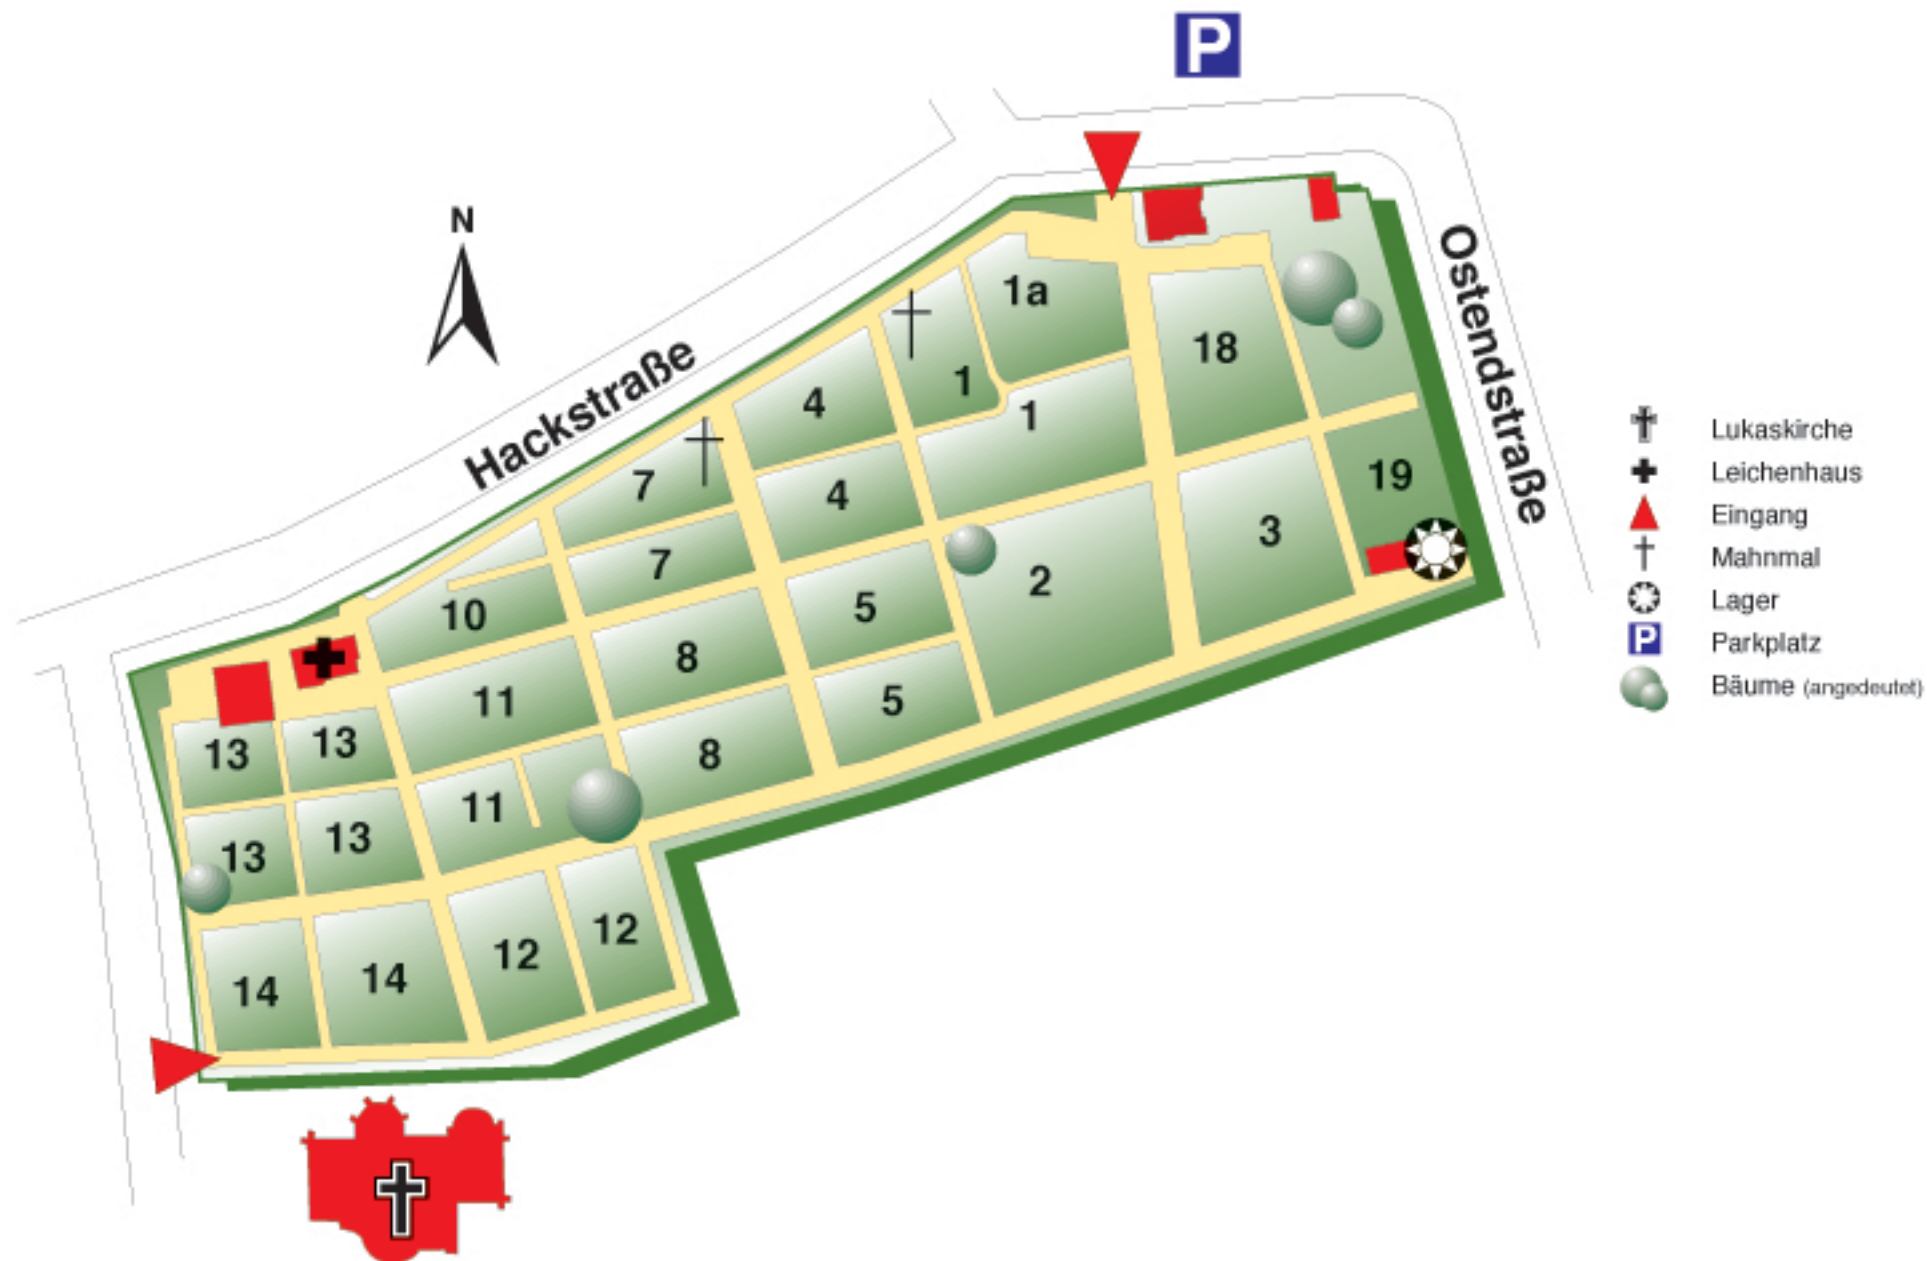 P
N
Hackstraße
Ostendstraße
1a
18
4
1
1
7
4
19
7
3
10
5
2
8
11
5
13
13
8
11
13
13
12
12
14
14
Lukaskirche
Leichenhaus
Eingang
Mahnmal
Lager
P Parkplatz
Bäume (angedeutet)